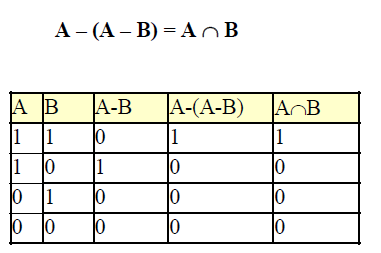 A – (A – B) = A ∩ B
A B A-B A-(A-B) A∩B
1 1 0 1 1
1 0 1 0 0
0 1 0 0 0
0 0 0 0 0